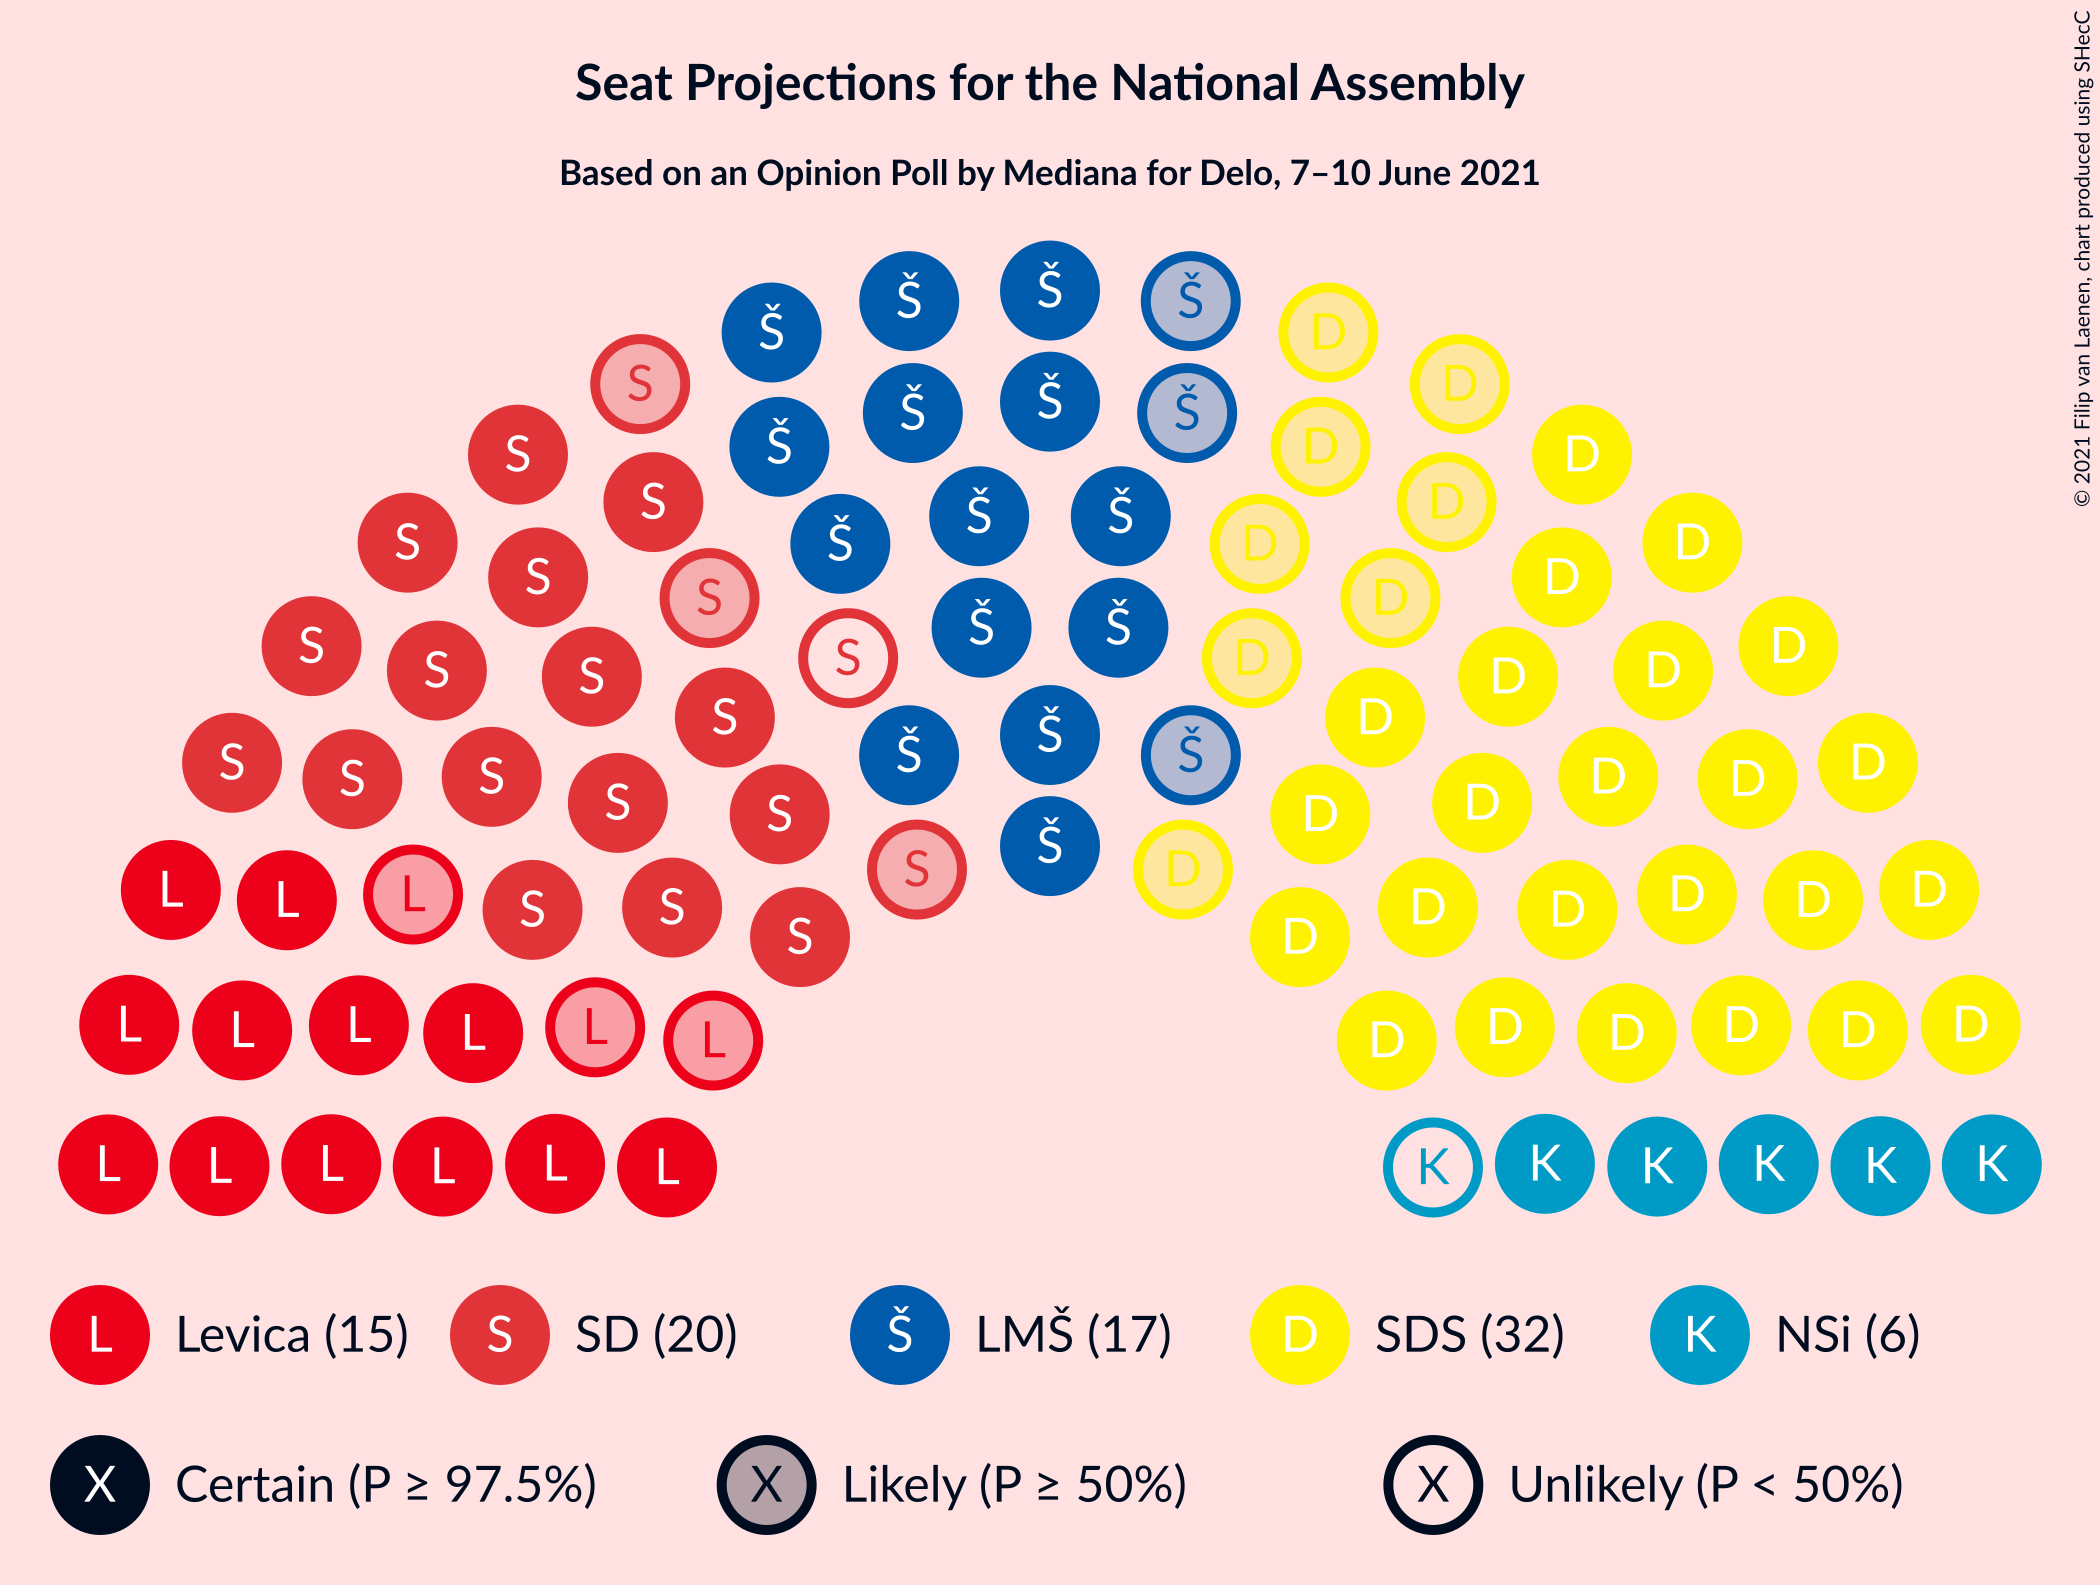 Seat Projections for the National Assembly
Based on an Opinion Poll by Mediana for Delo, 7–10 June 2021
© 2021 Filip van Laenen, chart produced using SHecC
Š Š Š Š D
S Š Š D D
S Š Š D D
S S Š Š D D
S S Š D D D
S S S Š Š D D D
S S S S D D D D
S S S Š Š Š D D D D
S S S S Š D D D D
L L L S S S S D D D D D D D
L L L L L L D D D D D D
L L L L L L K K K K K K
L Levica (15) S SD (20) Š LMŠ (17) D SDS (32) K NSi (6)
X Certain (P ≥ 97.5%) X Likely (P ≥ 50%) X Unlikely (P < 50%)